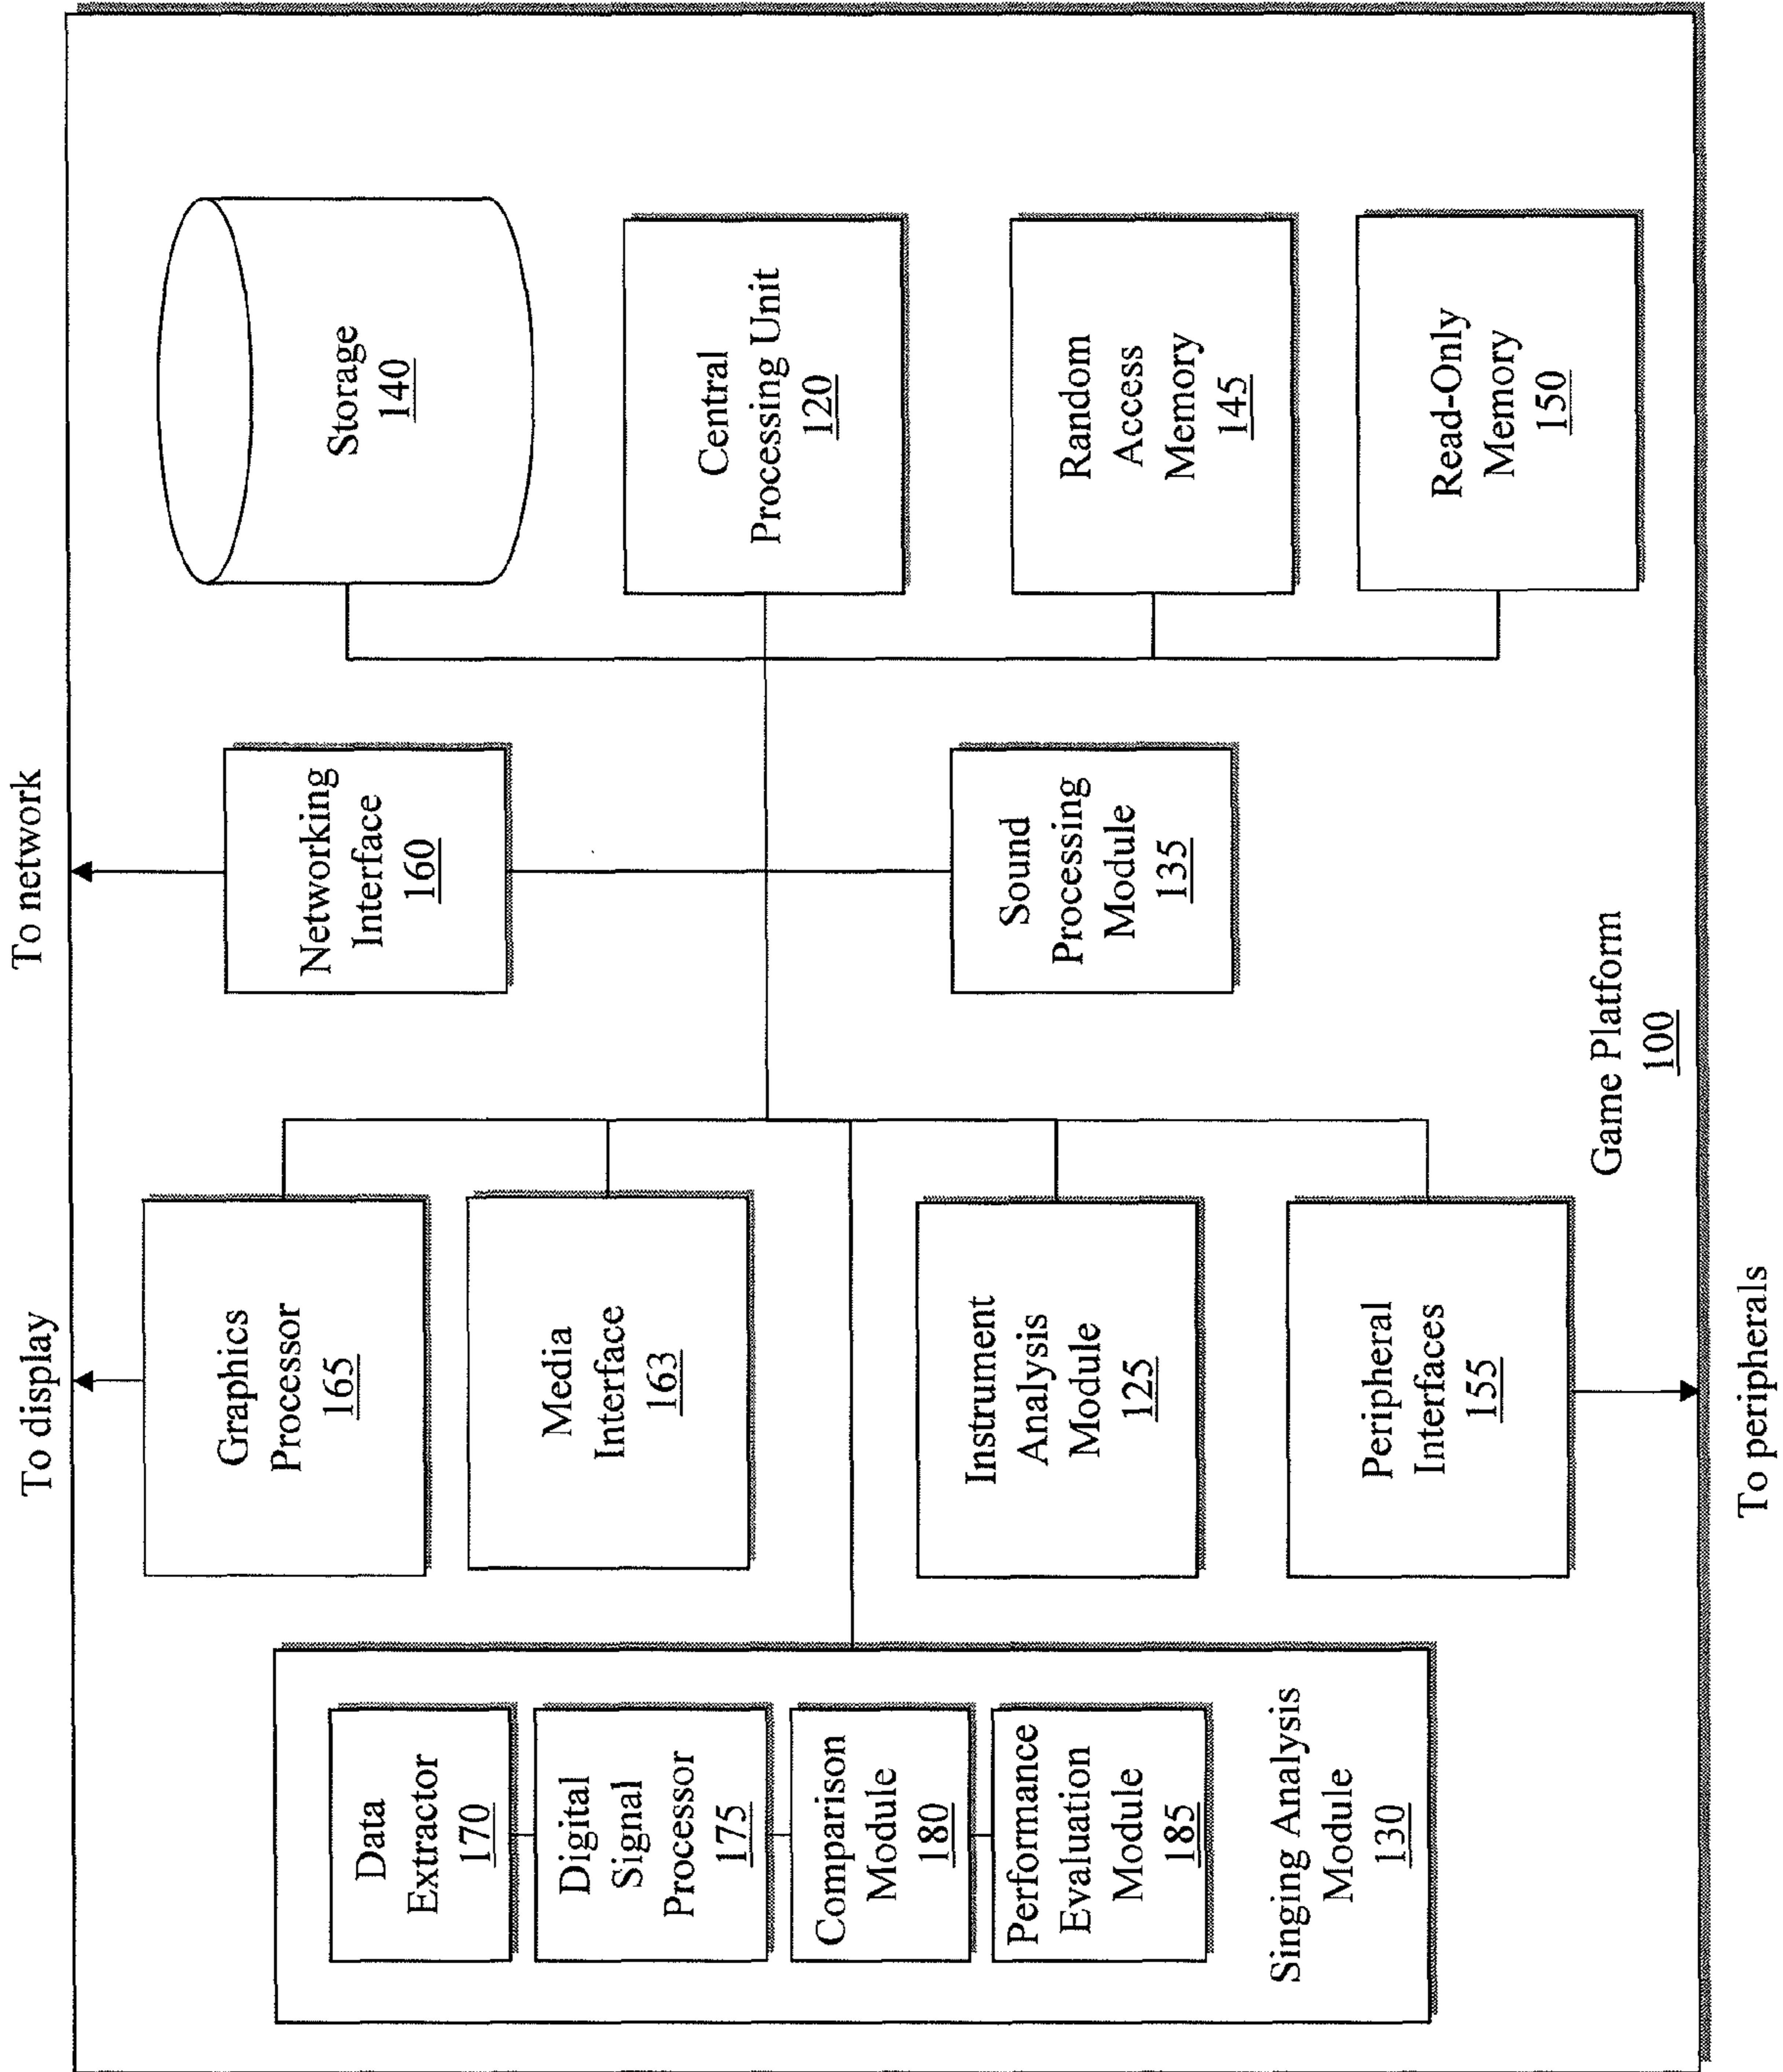 To display
To network
Data
Extractor
170
Digital
Signal
Processor
175
Comparison
Module
180
Performance
Evaluation
Module
185
Singing Analysis
Module
130
Graphics
Processor
165
Media
Interface
163
Instrument
Analysis
Module
125
Peripheral
Interfaces
155
Networking
Interface
160
Sound
Processing
Module
135
Storage
140
Central
Processing Unit
120
Random
Access
Memory
145
Read-Only
Memory
150
Game Platform
100
To peripherals